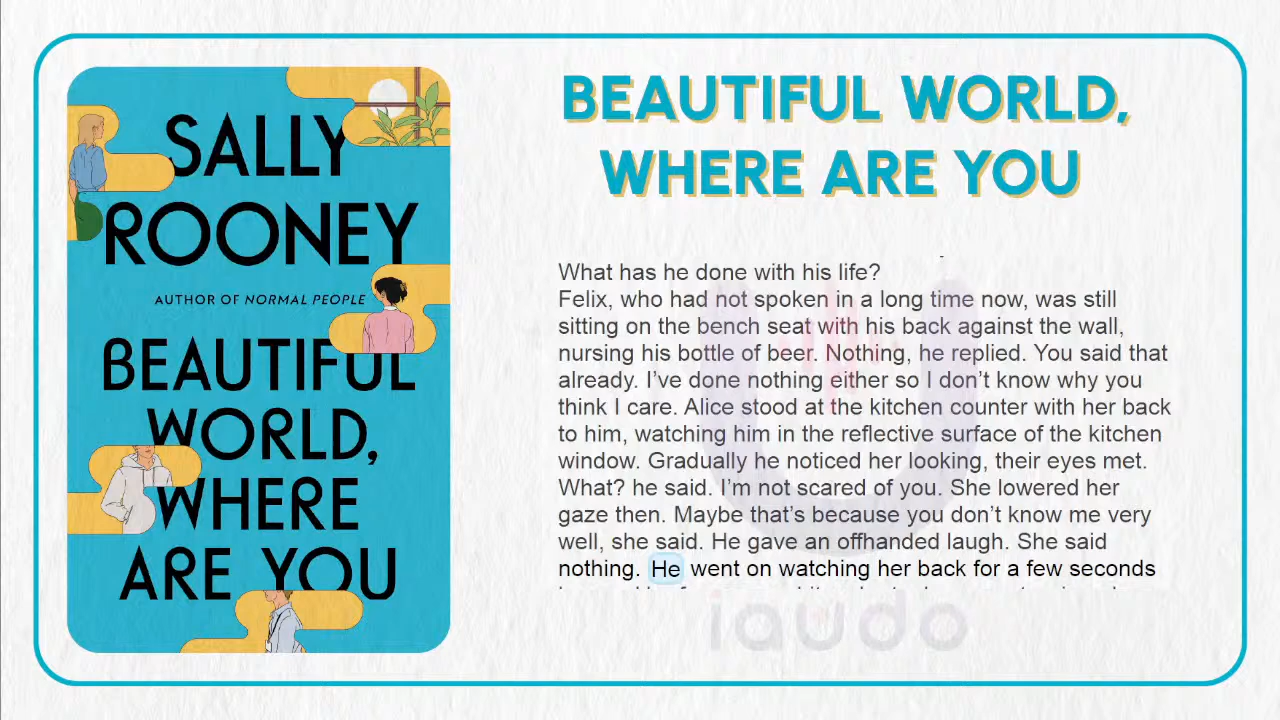 SALLY
ROONEY
AUTHOR OF NORMAL PEOPLE
BEAUTIFUL
WORLD,
WHERE
ARE YOU
BEAUTIFUL WORLD,
WHERE ARE YOU
What has he done with his life?
Felix, who had not spoken in a long time now, was still
sitting on the bench seat with his back against the wall,
nursing his bottle of beer. Nothing, he replied. You said that
already. I’ve done nothing either so I don’t know why you
think I care. Alice stood at the kitchen counter with her back
to him, watching him in the reflective surface of the kitchen
window. Gradually he noticed her looking, their eyes met.
What? he said. I’m not scared of you. She lowered her
gaze then. Maybe that’s because you don’t know me very
well, she said. He gave an offhanded laugh. She said
nothing. He went on watching her back for a few seconds
iaudo